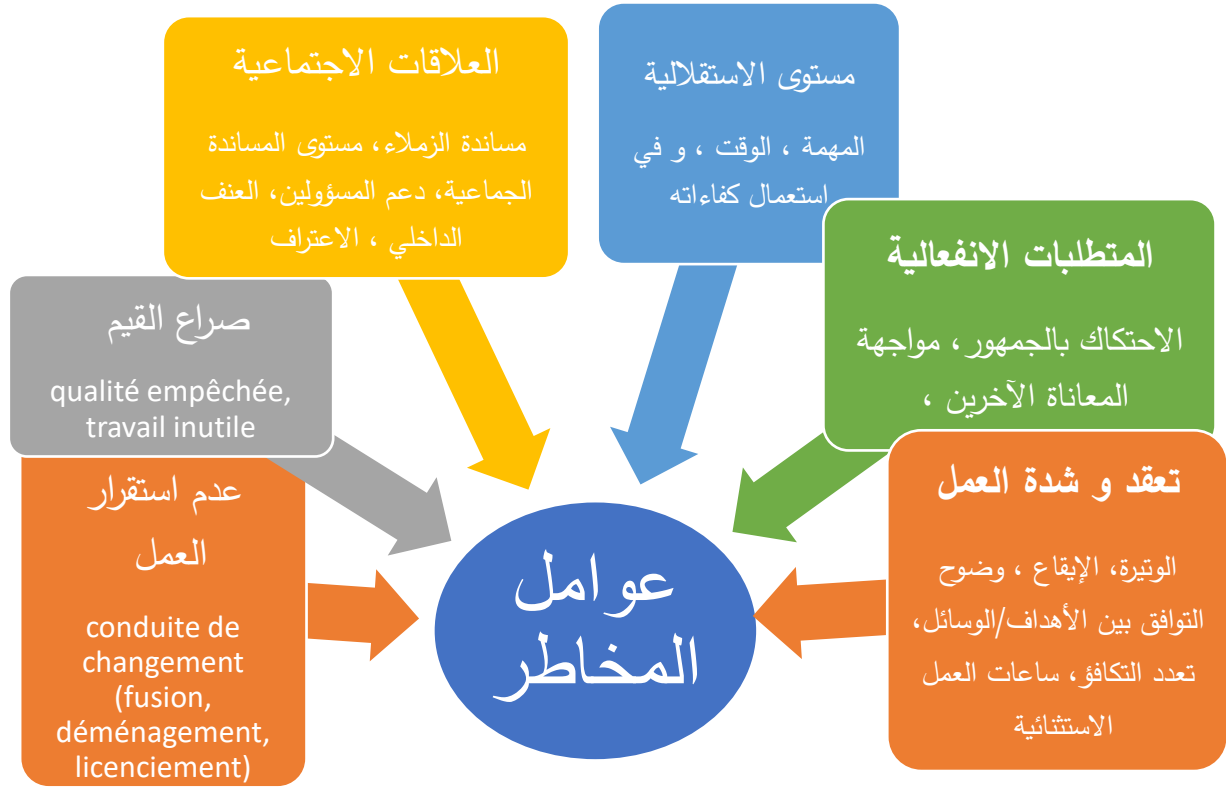 العلاقات الاجتماعية
مساندة الزملاء، مستوى المساندة
الجماعية، دعم المسؤولين، العنف
الداخلي ، الاعتراف
مستوى الاستقلالية
المهمة ، الوقت ، و في
استعمال كفاءاته
المتطلبات الانفعالية
الاحتكاك بالجمهور، مواجهة
المعاناة الآخرين ،
صراع القيم
qualité empêchée,
travail inutile
تعقد و شدة العمل
الوتيرة، الإيقاع ، وضوح
التوافق بين الأهداف/الوسائل،
تعدد التكافؤ، ساعات العمل
الاستثنائية
عدم استقرار
العمل
conduite de
changement
(fusion,
déménagement,
licenciement)
عوامل
المخاطر